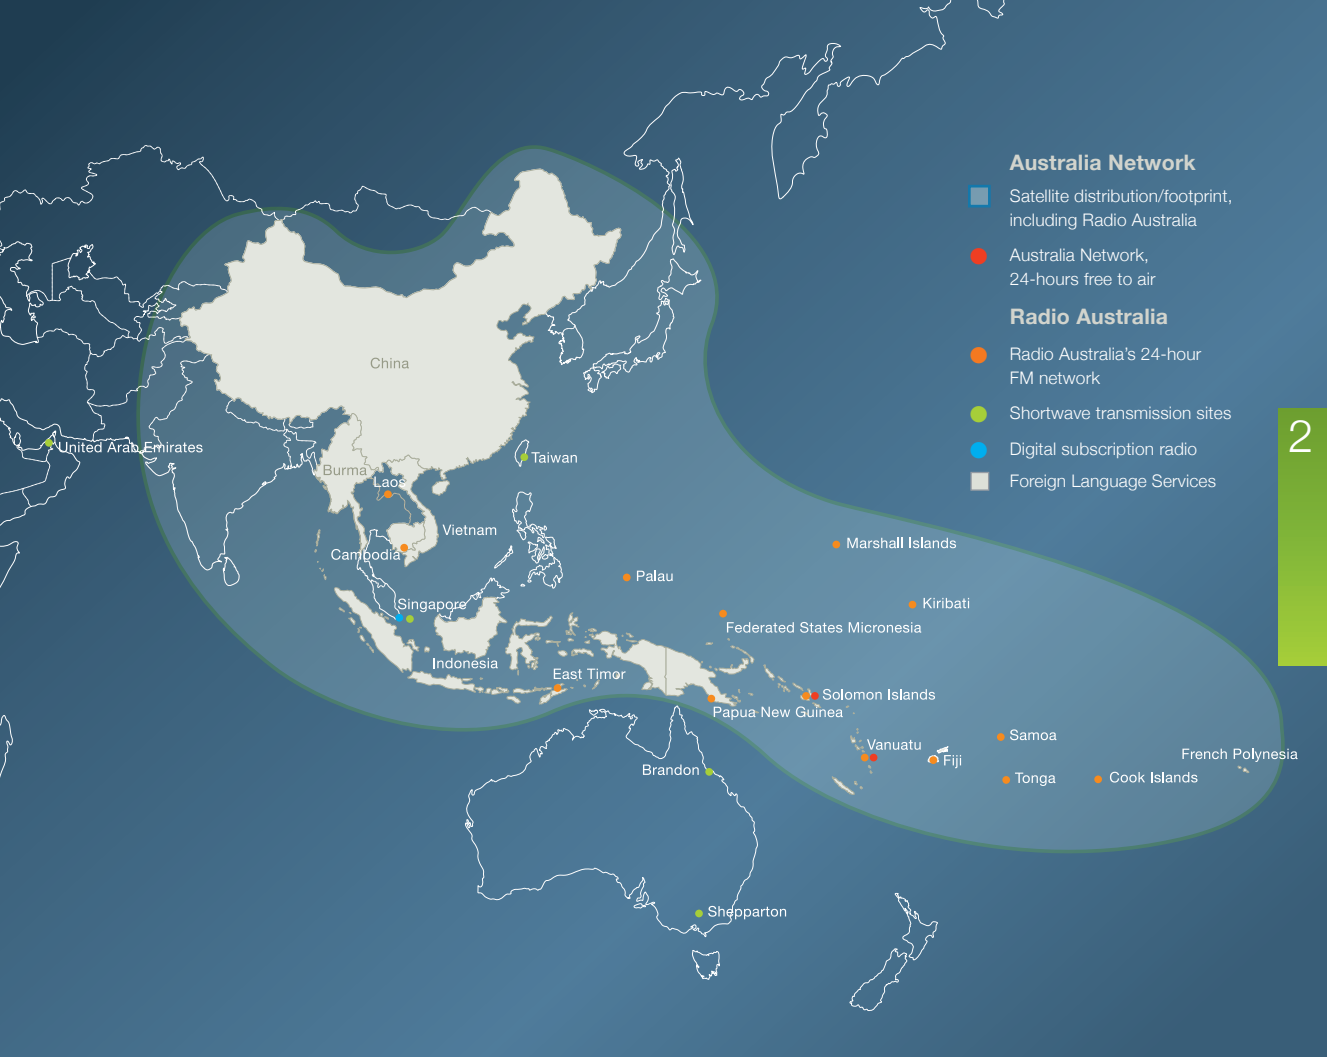 Australia Network
Satellite distribution/footprint,
including Radio Australia
Australia Network,
24-hours free to air
Radio Australia
Radio Australia's 24-hour
FM network
Shortwave transmission sites
Digital subscription radio
Foreign Language Services
2
China
United Arab Emirates
Taiwan
Burma
Laos
Vietnam
Cambodia
Marshall Islands
Palau
Singapore
Kiribati
Federated States Micronesia
Indonesia
East Timor
Solomon Islands
Papua New Guinea
Samoa
Vanuatu
French Polynesia
Fiji
Brandon
Tonga
Cook Islands
Shepparton